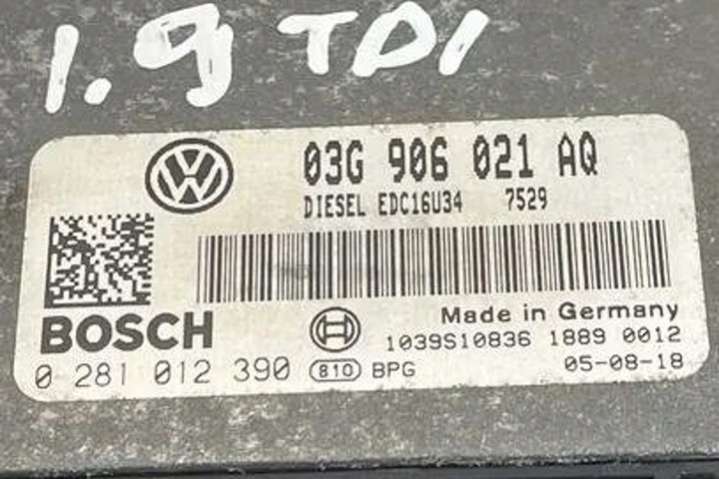 1.9 TDI
03G 906 021 AQ
DIESEL EDC16U34 7529
BOSCH
Made in Germany
1039S10836 1889 0012
0 281 012 390 810 BPG 05-08-18